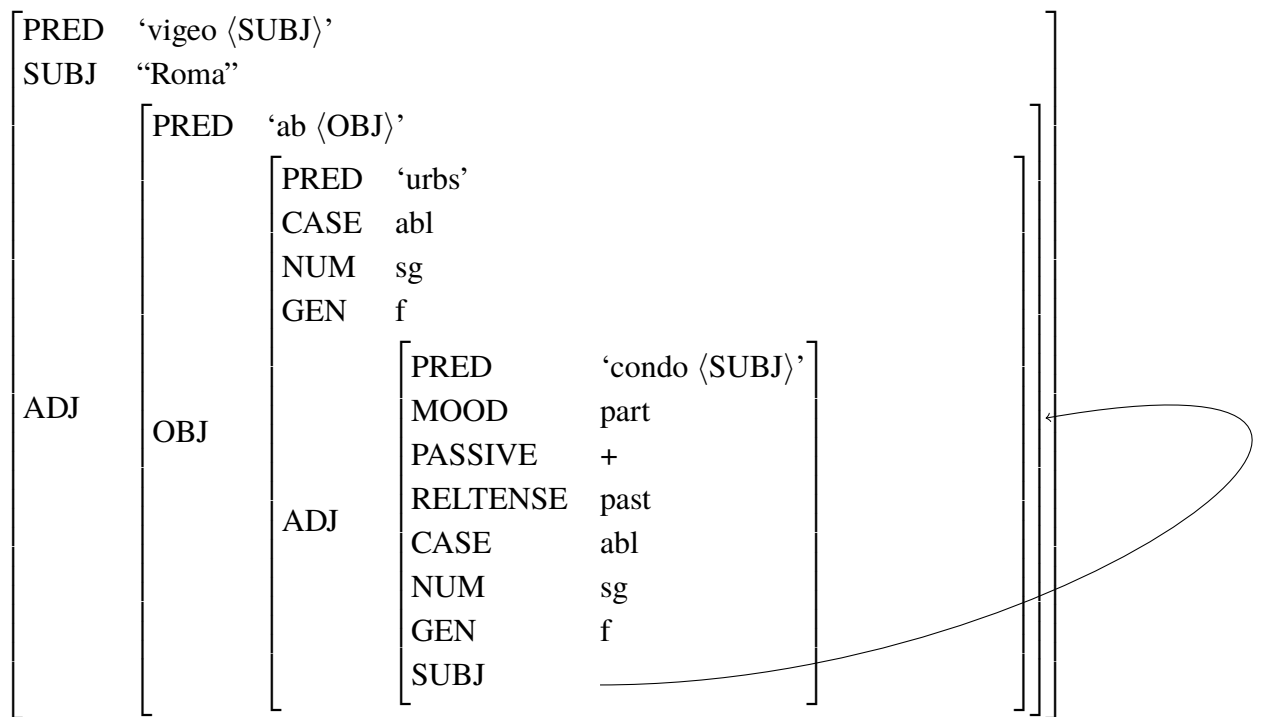 PRED ‘vigeo ⟨SUBJ⟩’
SUBJ “Roma”
PRED ‘ab ⟨OBJ⟩’
PRED ‘urbs’
CASE abl
NUM sg
GEN f
PRED ‘condo ⟨SUBJ⟩’
ADJ
MOOD part
OBJ
PASSIVE +
RELTENSE past
ADJ
CASE abl
NUM sg
GEN f
SUBJ